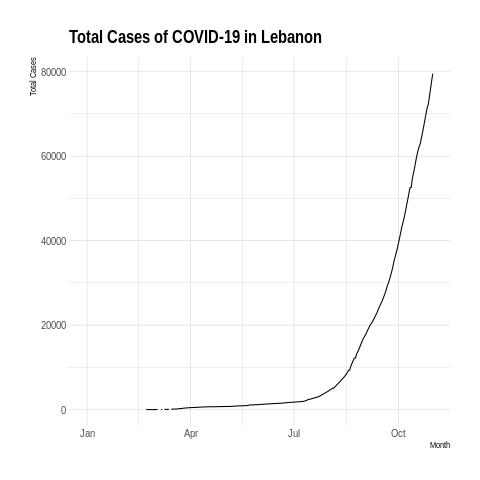 Total Cases of COVID-19 in Lebanon
Total Cases
80000
60000
40000
20000
0
Jan Apr Jul Oct
Month